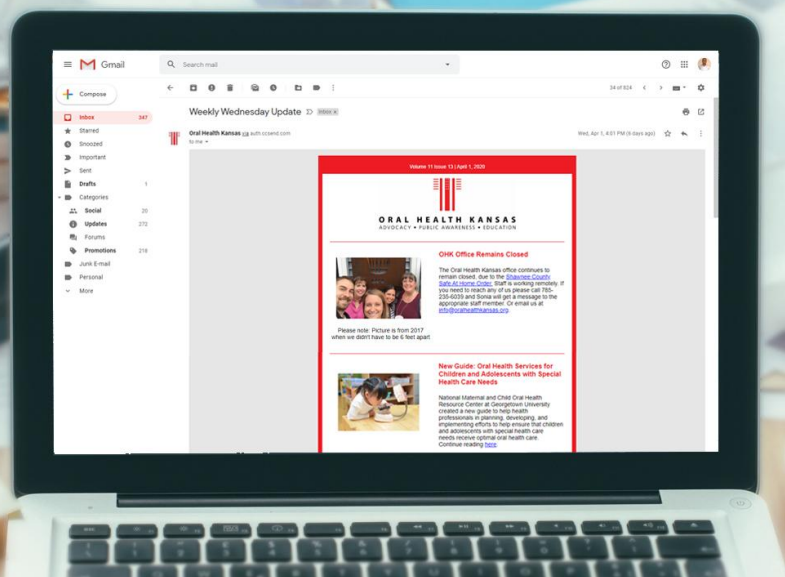 Gmail
Search mail
Compose
34 of 824
Inbox 247
Starred
Snoozed
Important
Sent
Drafts 1
Categories
Social 20
Updates 272
Forums
Promotions 218
Junk E-mail
Personal
More
Weekly Wednesday Update
Inbox x
Oral Health Kansas via auth.ccsend.com
to me
Wed, Apr 1, 4:01 PM (6 days ago)
Volume 11 Issue 13 | April 1, 2020
ORAL HEALTH KANSAS
ADVOCACY • PUBLIC AWARENESS • EDUCATION
OHK Office Remains Closed
The Oral Health Kansas office continues to
remain closed, due to the Shawnee County
Safe At Home Order. Staff is working remotely. If
you need to reach any of us please call 785-
235-6039 and Sonia will get a message to the
appropriate staff member. Or email us at
info@oralhealthkansas.org.
Please note: Picture is from 2017
when we didn't have to be 6 feet apart
New Guide: Oral Health Services for
Children and Adolescents with Special
Health Care Needs
National Maternal and Child Oral Health
Resource Center at Georgetown University
created a new guide to help health
professionals in planning, developing, and
implementing efforts to help ensure that children
and adolescents with special health care
needs receive optimal oral health care.
Continue reading here.